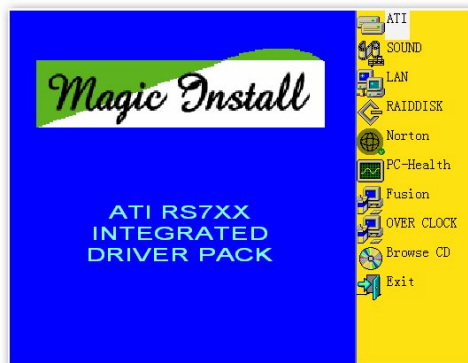 Magic Install
ATI RS7XX
INTEGRATED
DRIVER PACK
ATI
SOUND
LAN
RAIDDISK
Norton
PC-Health
Fusion
OVER CLOCK
Browse CD
Exit